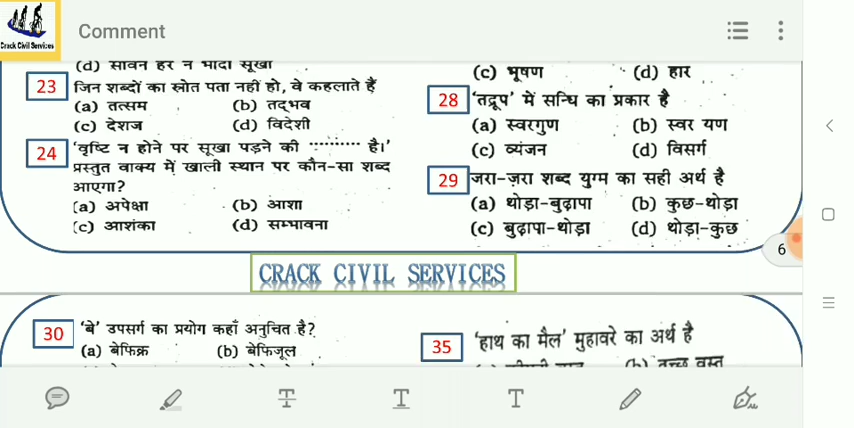 Crack Civil Services
Comment
(d) सावन हरे न भादों सूखा
23 जिन शब्दों का स्रोत पता नहीं हो, वे कहलाते हैं
(a) तत्सम (b) तद्भव
(c) देशज (d) विदेशी
24 'वृष्टि न होने पर सूखा पड़ने की ········· है।'
प्रस्तुत वाक्य में खाली स्थान पर कौन-सा शब्द
आएगा?
(a) अपेक्षा (b) आशा
(c) आशंका (d) सम्भावना
(c) भूषण (d) हार
28 'तद्रूप' में सन्धि का प्रकार है
(a) स्वरगुण (b) स्वर यण
(c) व्यंजन (d) विसर्ग
29 जरा-ज़रा शब्द युग्म का सही अर्थ है
(a) थोड़ा-बुढ़ापा (b) कुछ-थोड़ा
(c) बुढ़ापा-थोड़ा (d) थोड़ा-कुछ
6
CRACK CIVIL SERVICES
30 'बे' उपसर्ग का प्रयोग कहाँ अनुचित है?
(a) बेफिक्र (b) बेफिजूल
35 'हाथ का मैल' मुहावरे का अर्थ है
(b) तुच्छ वस्तु